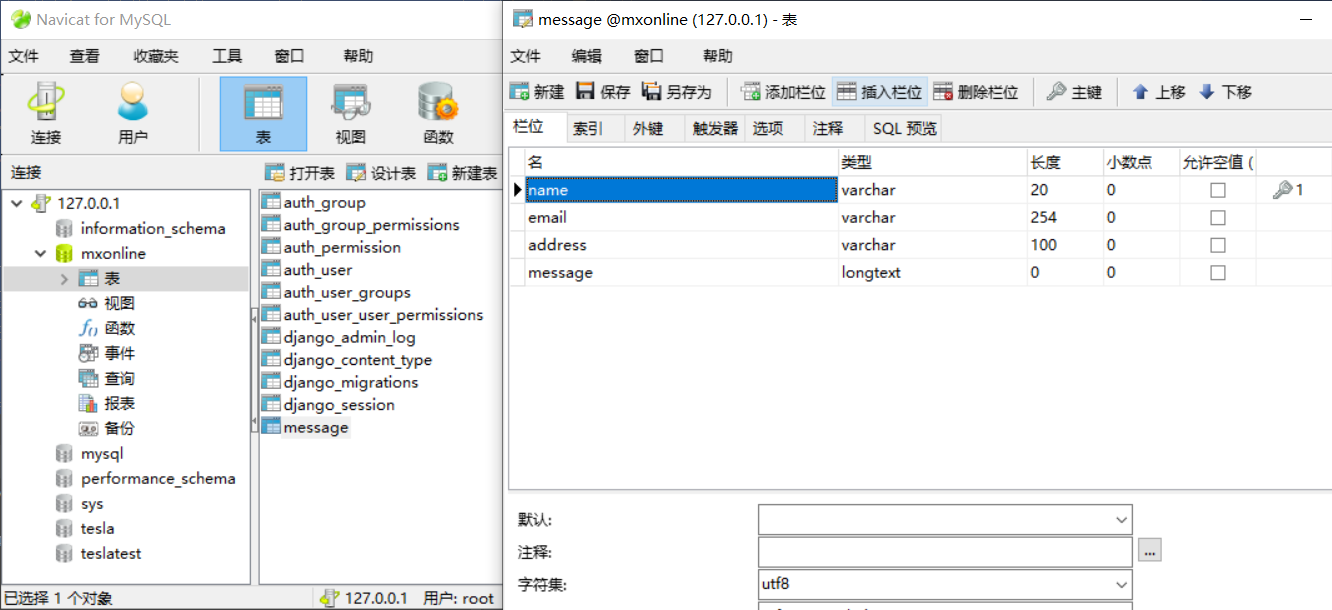 Navicat for MySQL
文件 查看 收藏夹 工具 窗口 帮助
连接 用户 表 视图 函数
连接
打开表 设计表 新建表
127.0.0.1
information_schema
mxonline
表
视图
f()
函数
事件
查询
报表
备份
mysql
performance_schema
sys
tesla
teslatest
auth_group
auth_group_permissions
auth_permission
auth_user
auth_user_groups
auth_user_user_permissions
django_admin_log
django_content_type
django_migrations
django_session
message
已选择 1 个对象 127.0.0.1 用户: root
message @mxonline (127.0.0.1) - 表
文件 编辑 窗口 帮助
新建 保存 另存为 添加栏位 插入栏位 删除栏位 主键 上移 下移
栏位 索引 外键 触发器 选项 注释 SQL 预览
名 类型 长度 小数点 允许空值 (
name varchar 20 0 1
email varchar 254 0
address varchar 100 0
message longtext 0 0
默认:
注释: ...
字符集: utf8